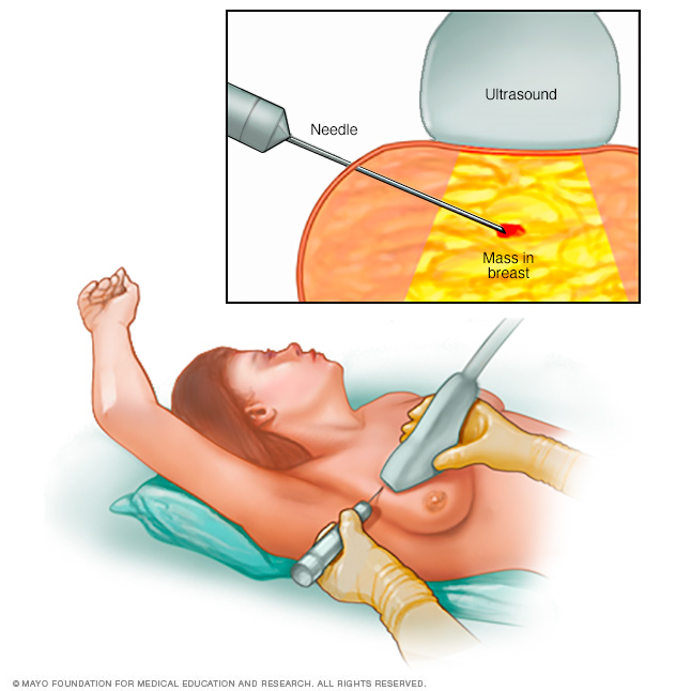 Ultrasound
Needle
Mass in
breast
© MAYO FOUNDATION FOR MEDICAL EDUCATION AND RESEARCH. ALL RIGHTS RESERVED.